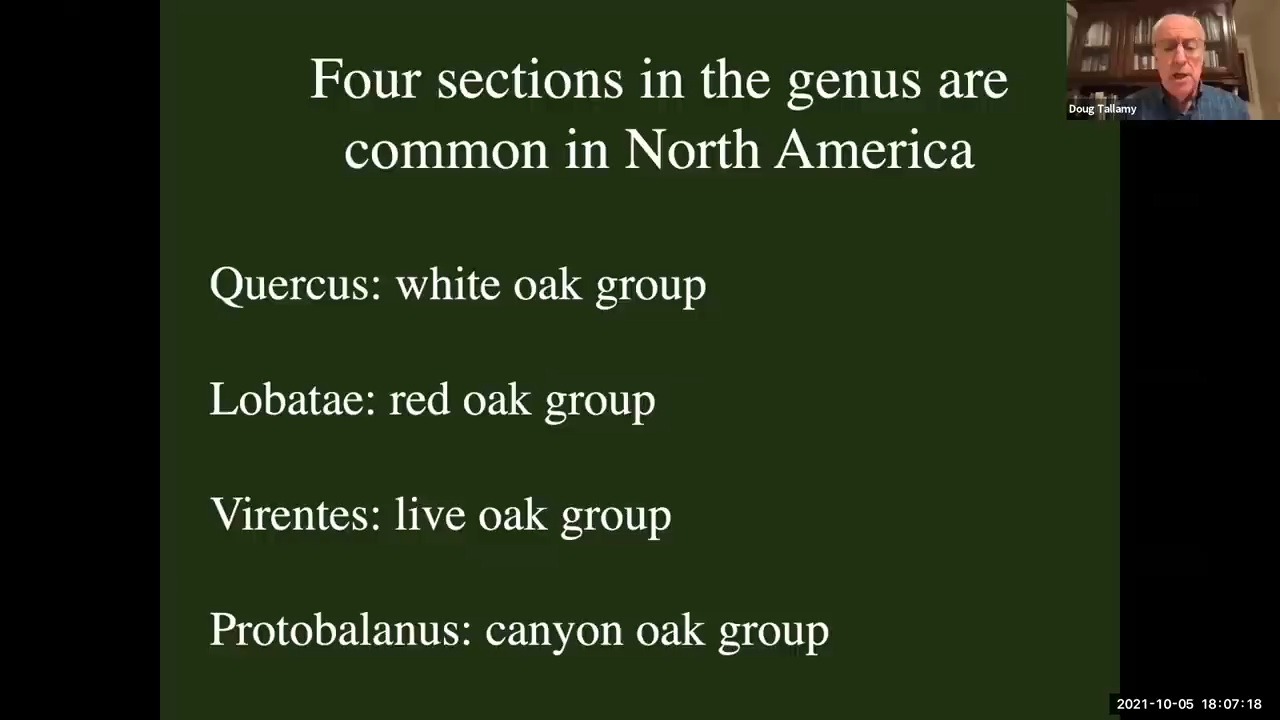 Four sections in the genus are
common in North America
Doug Tallamy
Quercus: white oak group
Lobatae: red oak group
Virentes: live oak group
Protobalanus: canyon oak group
2021-10-05 18:07:18